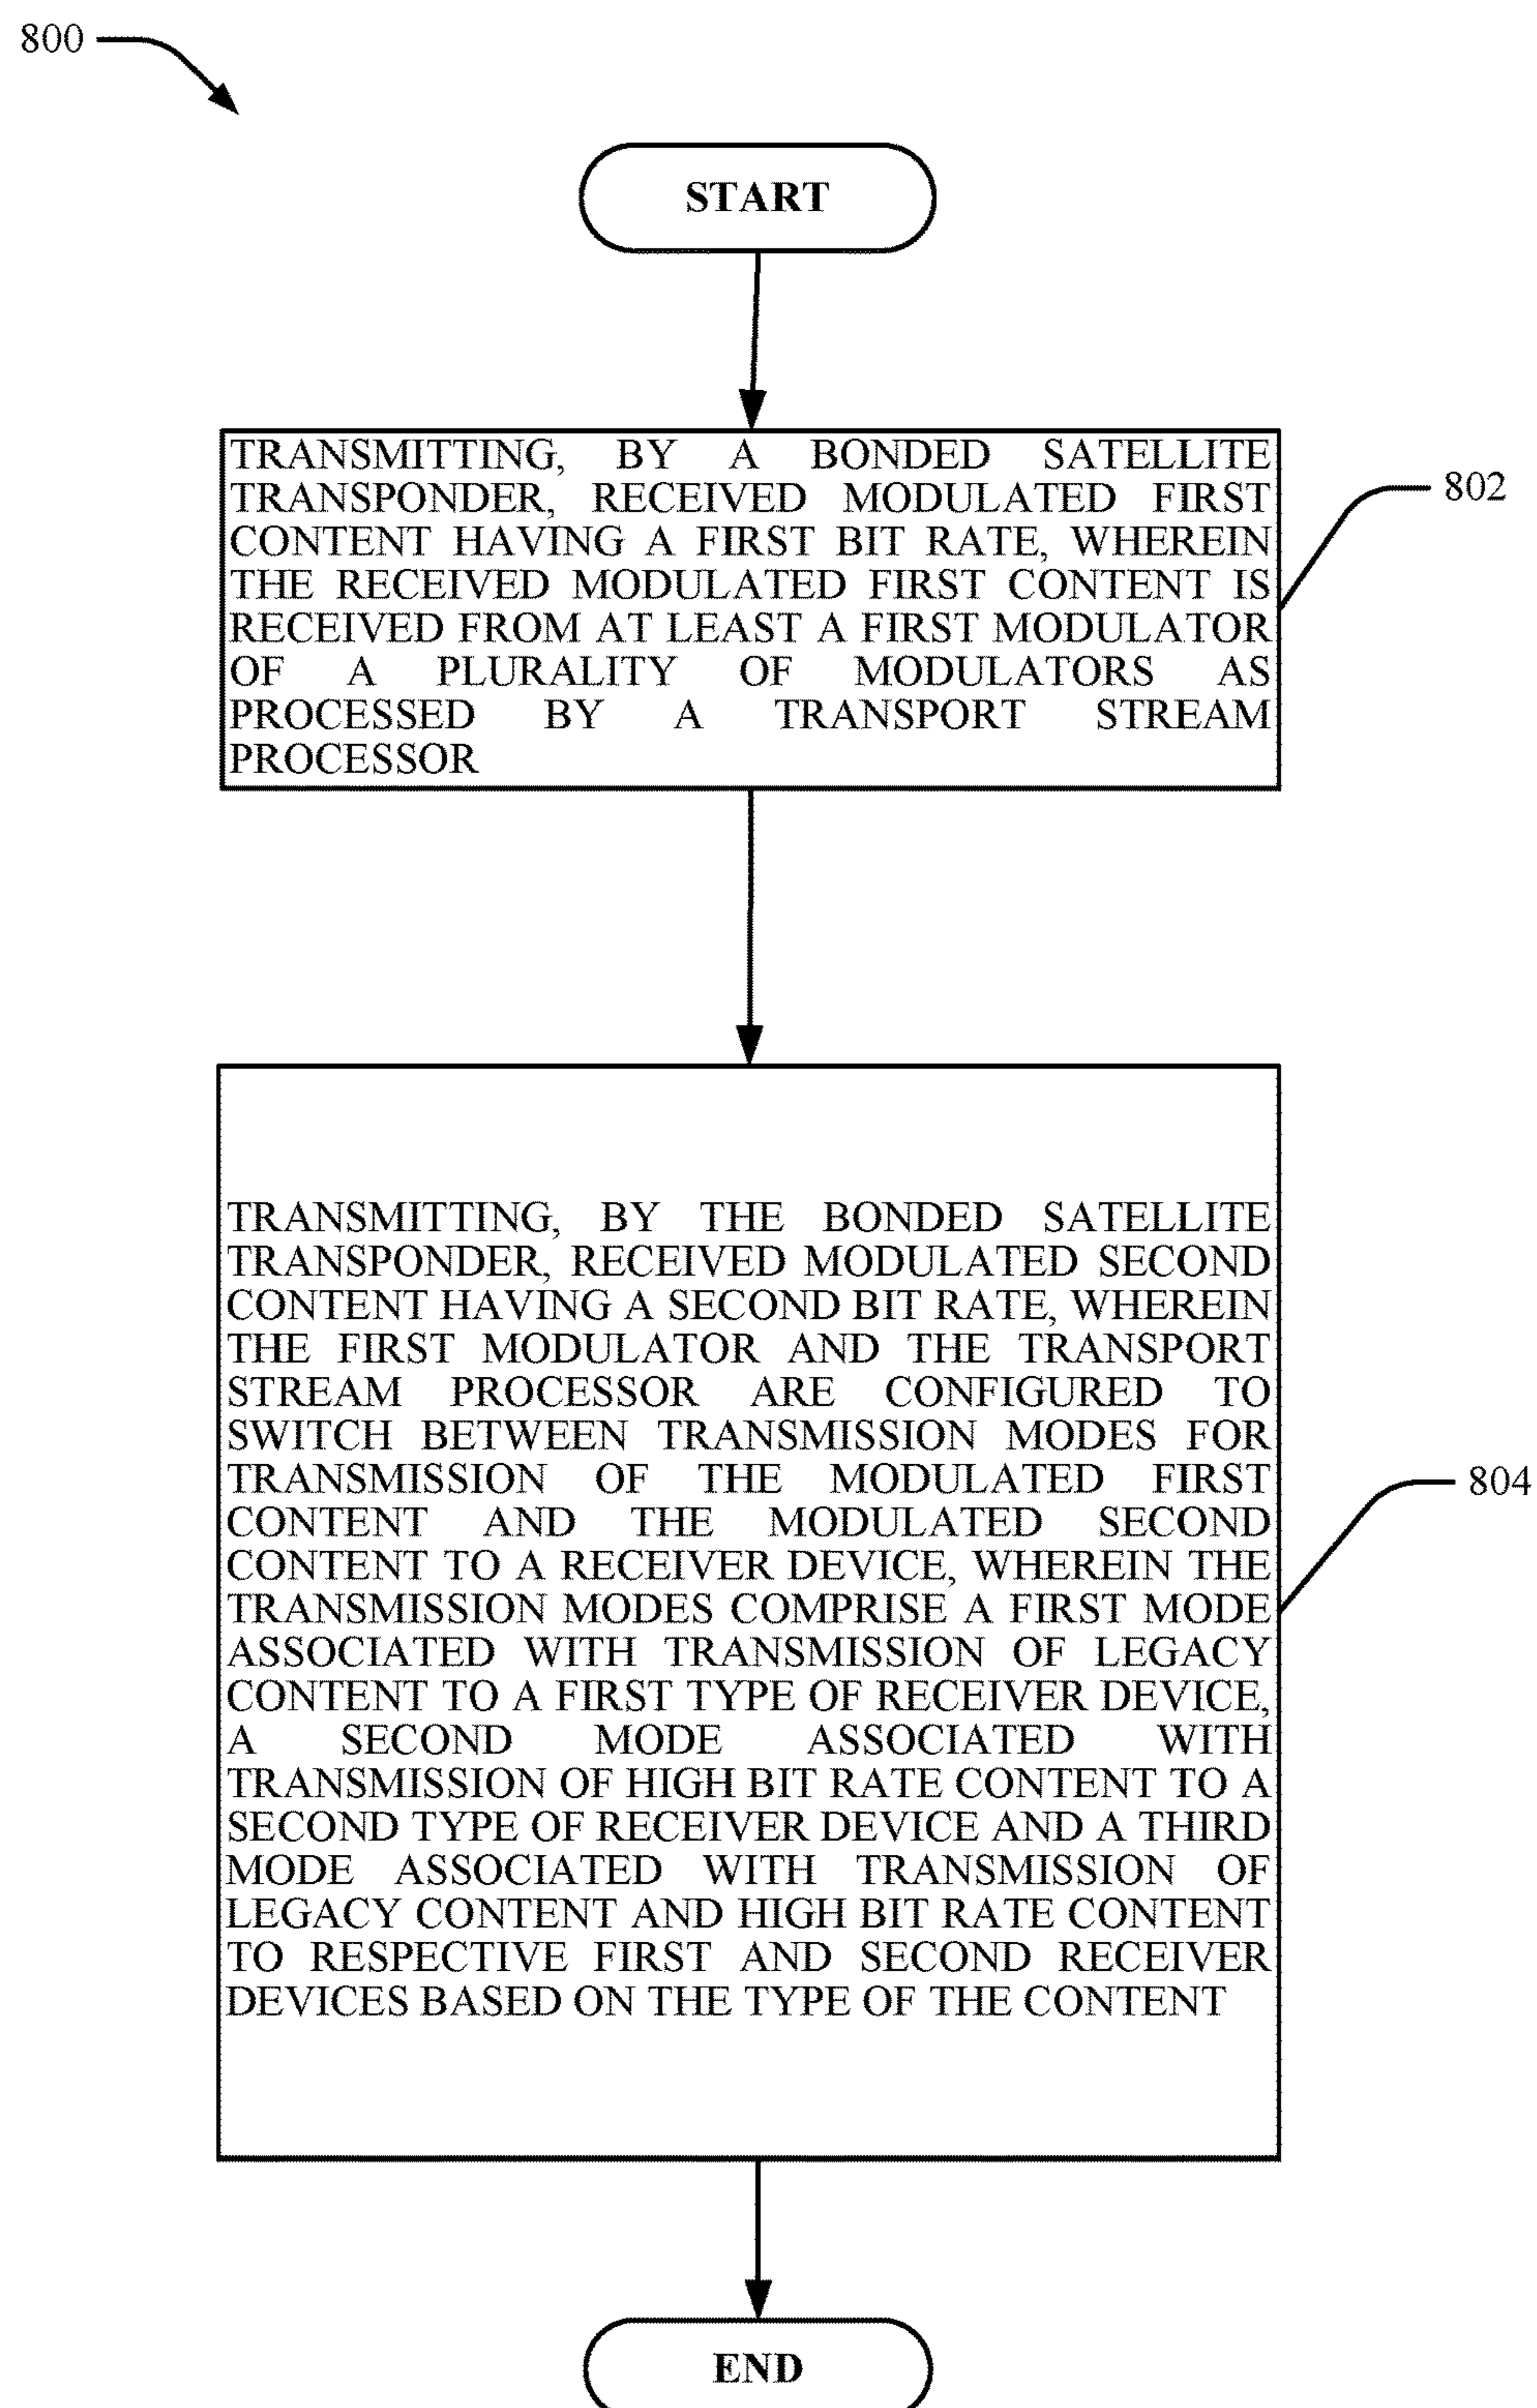 800
START
TRANSMITTING, BY A BONDED SATELLITE
TRANSPONDER, RECEIVED MODULATED FIRST
CONTENT HAVING A FIRST BIT RATE, WHEREIN
THE RECEIVED MODULATED FIRST CONTENT IS
RECEIVED FROM AT LEAST A FIRST MODULATOR
OF A PLURALITY OF MODULATORS AS
PROCESSED BY A TRANSPORT STREAM
PROCESSOR
802
TRANSMITTING, BY THE BONDED SATELLITE
TRANSPONDER, RECEIVED MODULATED SECOND
CONTENT HAVING A SECOND BIT RATE, WHEREIN
THE FIRST MODULATOR AND THE TRANSPORT
STREAM PROCESSOR ARE CONFIGURED TO
SWITCH BETWEEN TRANSMISSION MODES FOR
TRANSMISSION OF THE MODULATED FIRST
CONTENT AND THE MODULATED SECOND
CONTENT TO A RECEIVER DEVICE, WHEREIN THE
TRANSMISSION MODES COMPRISE A FIRST MODE
ASSOCIATED WITH TRANSMISSION OF LEGACY
CONTENT TO A FIRST TYPE OF RECEIVER DEVICE,
A SECOND MODE ASSOCIATED WITH
TRANSMISSION OF HIGH BIT RATE CONTENT TO A
SECOND TYPE OF RECEIVER DEVICE AND A THIRD
MODE ASSOCIATED WITH TRANSMISSION OF
LEGACY CONTENT AND HIGH BIT RATE CONTENT
TO RESPECTIVE FIRST AND SECOND RECEIVER
DEVICES BASED ON THE TYPE OF THE CONTENT
804
END